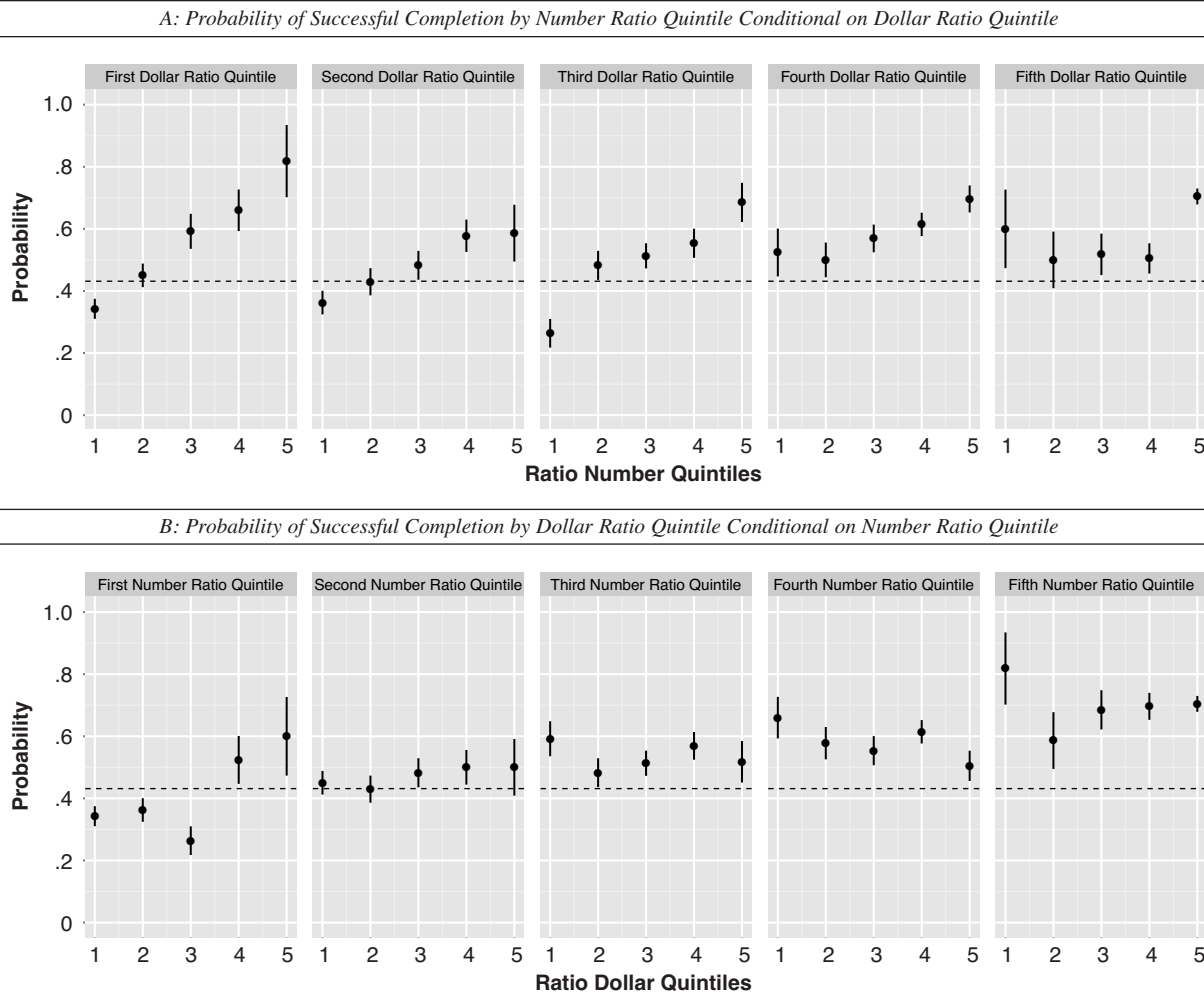 A: Probability of Successful Completion by Number Ratio Quintile Conditional on Dollar Ratio Quintile
First Dollar Ratio Quintile Second Dollar Ratio Quintile Third Dollar Ratio Quintile Fourth Dollar Ratio Quintile Fifth Dollar Ratio Quintile
1.0
.8
.6
.4
.2
0
Probability
1 2 3 4 5 1 2 3 4 5 1 2 3 4 5 1 2 3 4 5 1 2 3 4 5
Ratio Number Quintiles
B: Probability of Successful Completion by Dollar Ratio Quintile Conditional on Number Ratio Quintile
First Number Ratio Quintile Second Number Ratio Quintile Third Number Ratio Quintile Fourth Number Ratio Quintile Fifth Number Ratio Quintile
1.0
.8
.6
.4
.2
0
Probability
1 2 3 4 5 1 2 3 4 5 1 2 3 4 5 1 2 3 4 5 1 2 3 4 5
Ratio Dollar Quintiles